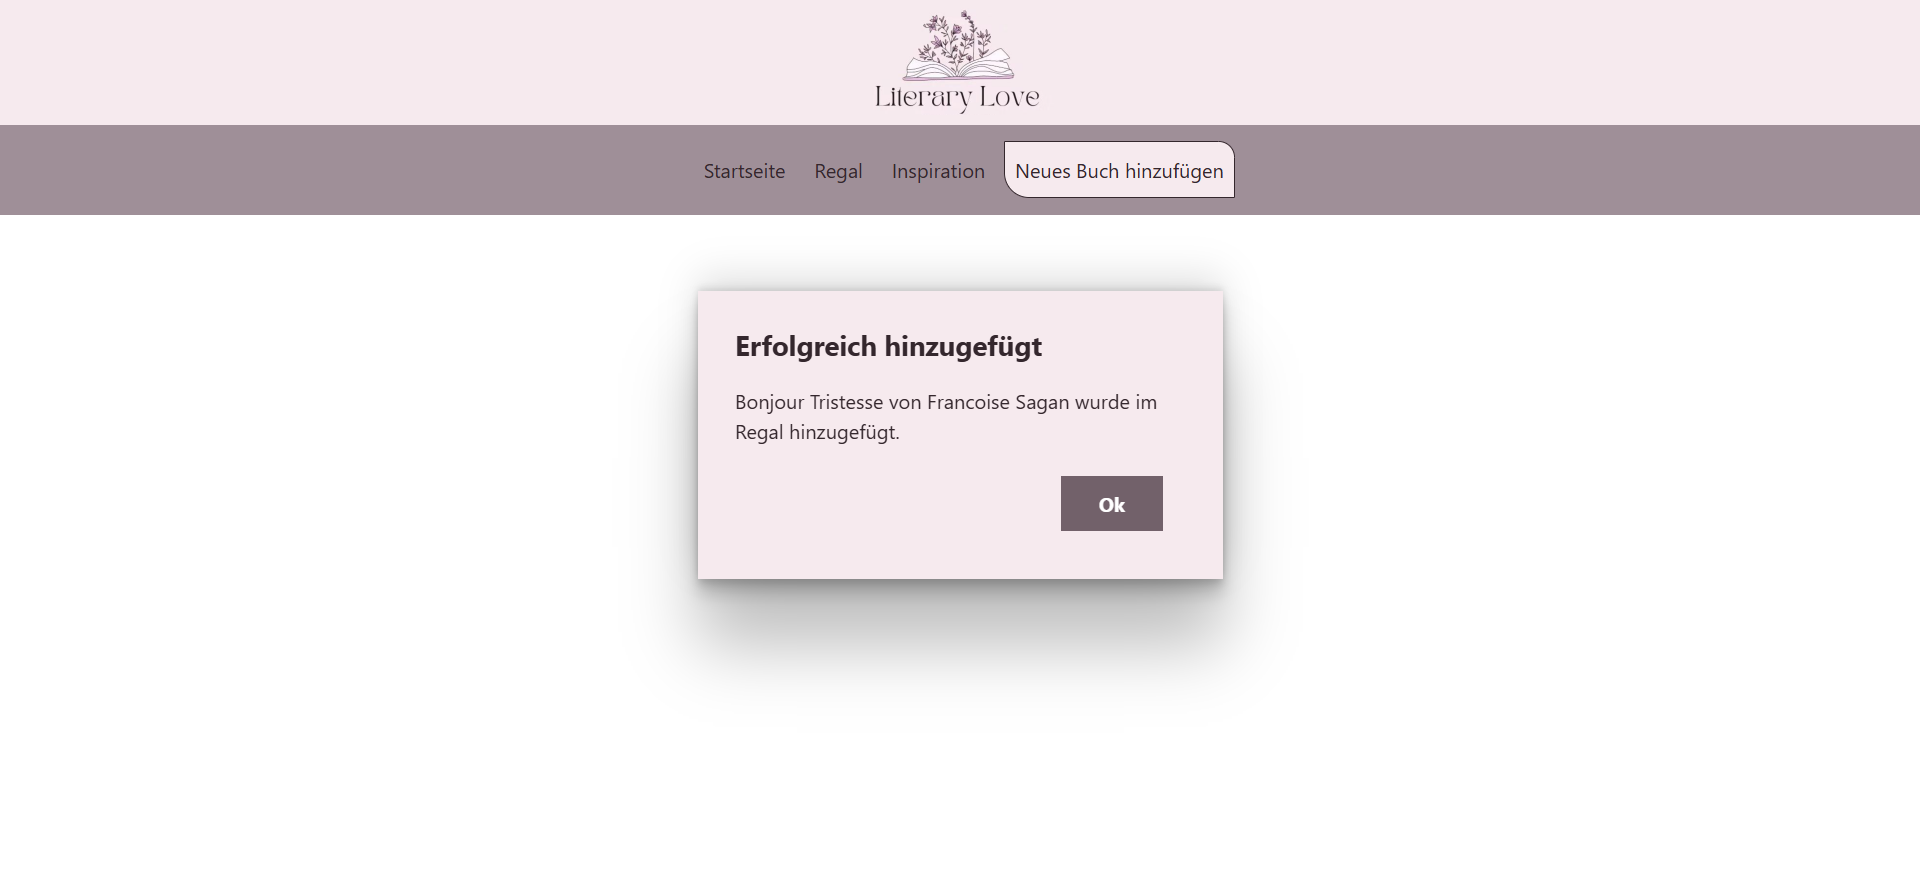 Literary Love
Startseite Regal Inspiration Neues Buch hinzufügen
Erfolgreich hinzugefügt
Bonjour Tristesse von Francoise Sagan wurde im
Regal hinzugefügt.
Ok